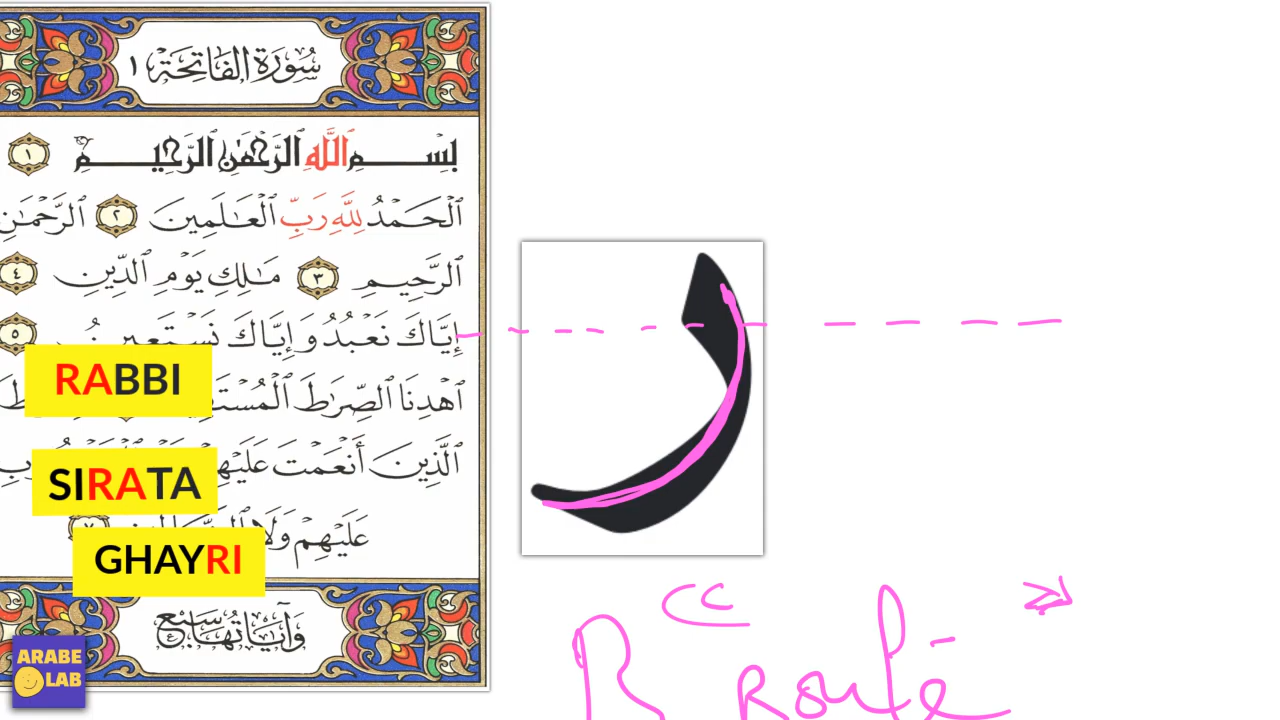 سُورَةُ الفَاتِحَةِ ١
بِسْمِ ٱللَّهِ ٱلرَّحْمَٰنِ ٱلرَّحِيمِ ١
ٱلْحَمْدُ لِلَّهِ رَبِّ ٱلْعَٰلَمِينَ ٢ ٱلرَّحْمَٰنِ
ٱلرَّحِيمِ ٣ مَٰلِكِ يَوْمِ ٱلدِّينِ ٤
إِيَّاكَ نَعْبُدُ وَإِيَّاكَ نَسْتَعِينُ ٥
ٱهْدِنَا ٱلصِّرَٰطَ
ٱلَّذِينَ أَنْعَمْتَ
عَلَيْهِمْ وَلَا
وَآيَاتُهَا سَبْعٌ
RABBI
SIRATA
GHAYRI
ARABE
LAB
ر
R « Roulé »